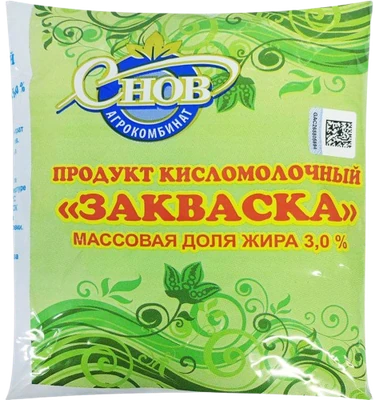 СНОВ
АГРОКОМБИНАТ
ПРОДУКТ КИСЛОМОЛОЧНЫЙ
«ЗАКВАСКА»
МАССОВАЯ ДОЛЯ ЖИРА 3,0 %